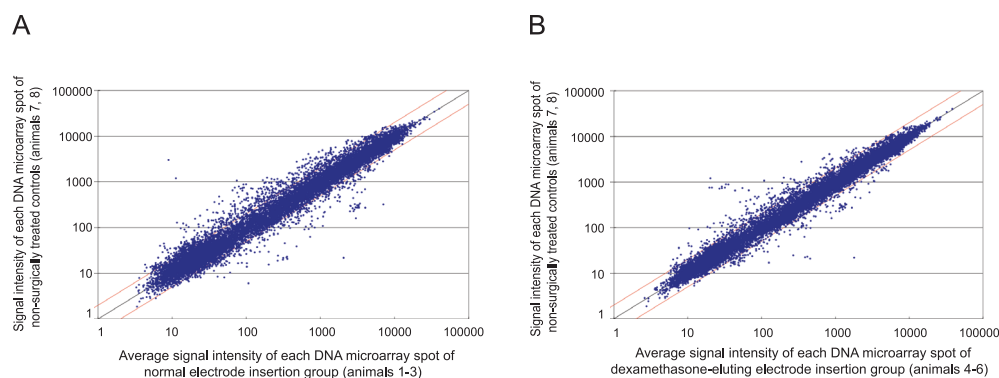 A
Signal intensity of each DNA microarray spot of
non-surgically treated controls (animals 7, 8)
100000
10000
1000
100
10
1
1 10 100 1000 10000 100000
Average signal intensity of each DNA microarray spot of
normal electrode insertion group (animals 1-3)
B
Signal intensity of each DNA microarray spot of
non-surgically treated controls (animals 7, 8)
100000
10000
1000
100
10
1
1 10 100 1000 10000 100000
Average signal intensity of each DNA microarray spot of
dexamethasone-eluting electrode insertion group (animals 4-6)